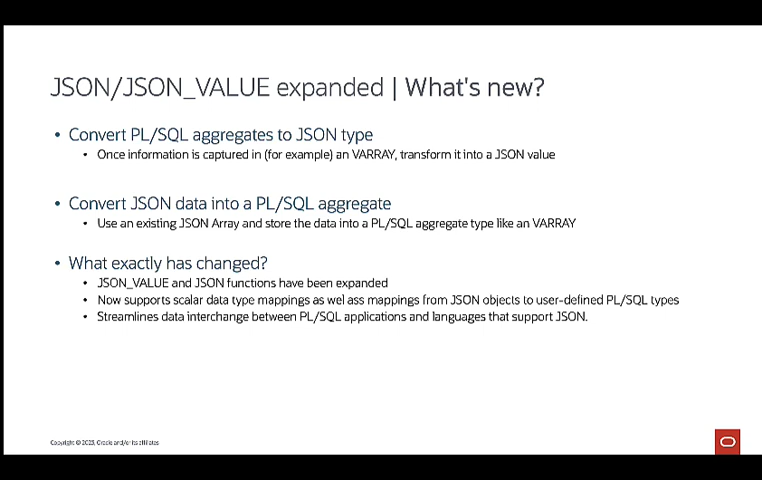 JSON/JSON_VALUE expanded | What's new?
• Convert PL/SQL aggregates to JSON type
• Once information is captured in (for example) an VARRAY, transform it into a JSON value
• Convert JSON data into a PL/SQL aggregate
• Use an existing JSON Array and store the data into a PL/SQL aggregate type like an VARRAY
• What exactly has changed?
• JSON_VALUE and JSON functions have been expanded
• Now supports scalar data type mappings as wel ass mappings from JSON objects to user-defined PL/SQL types
• Streamlines data interchange between PL/SQL applications and languages that support JSON.
Copyright © 2023, Oracle and/or its affiliates